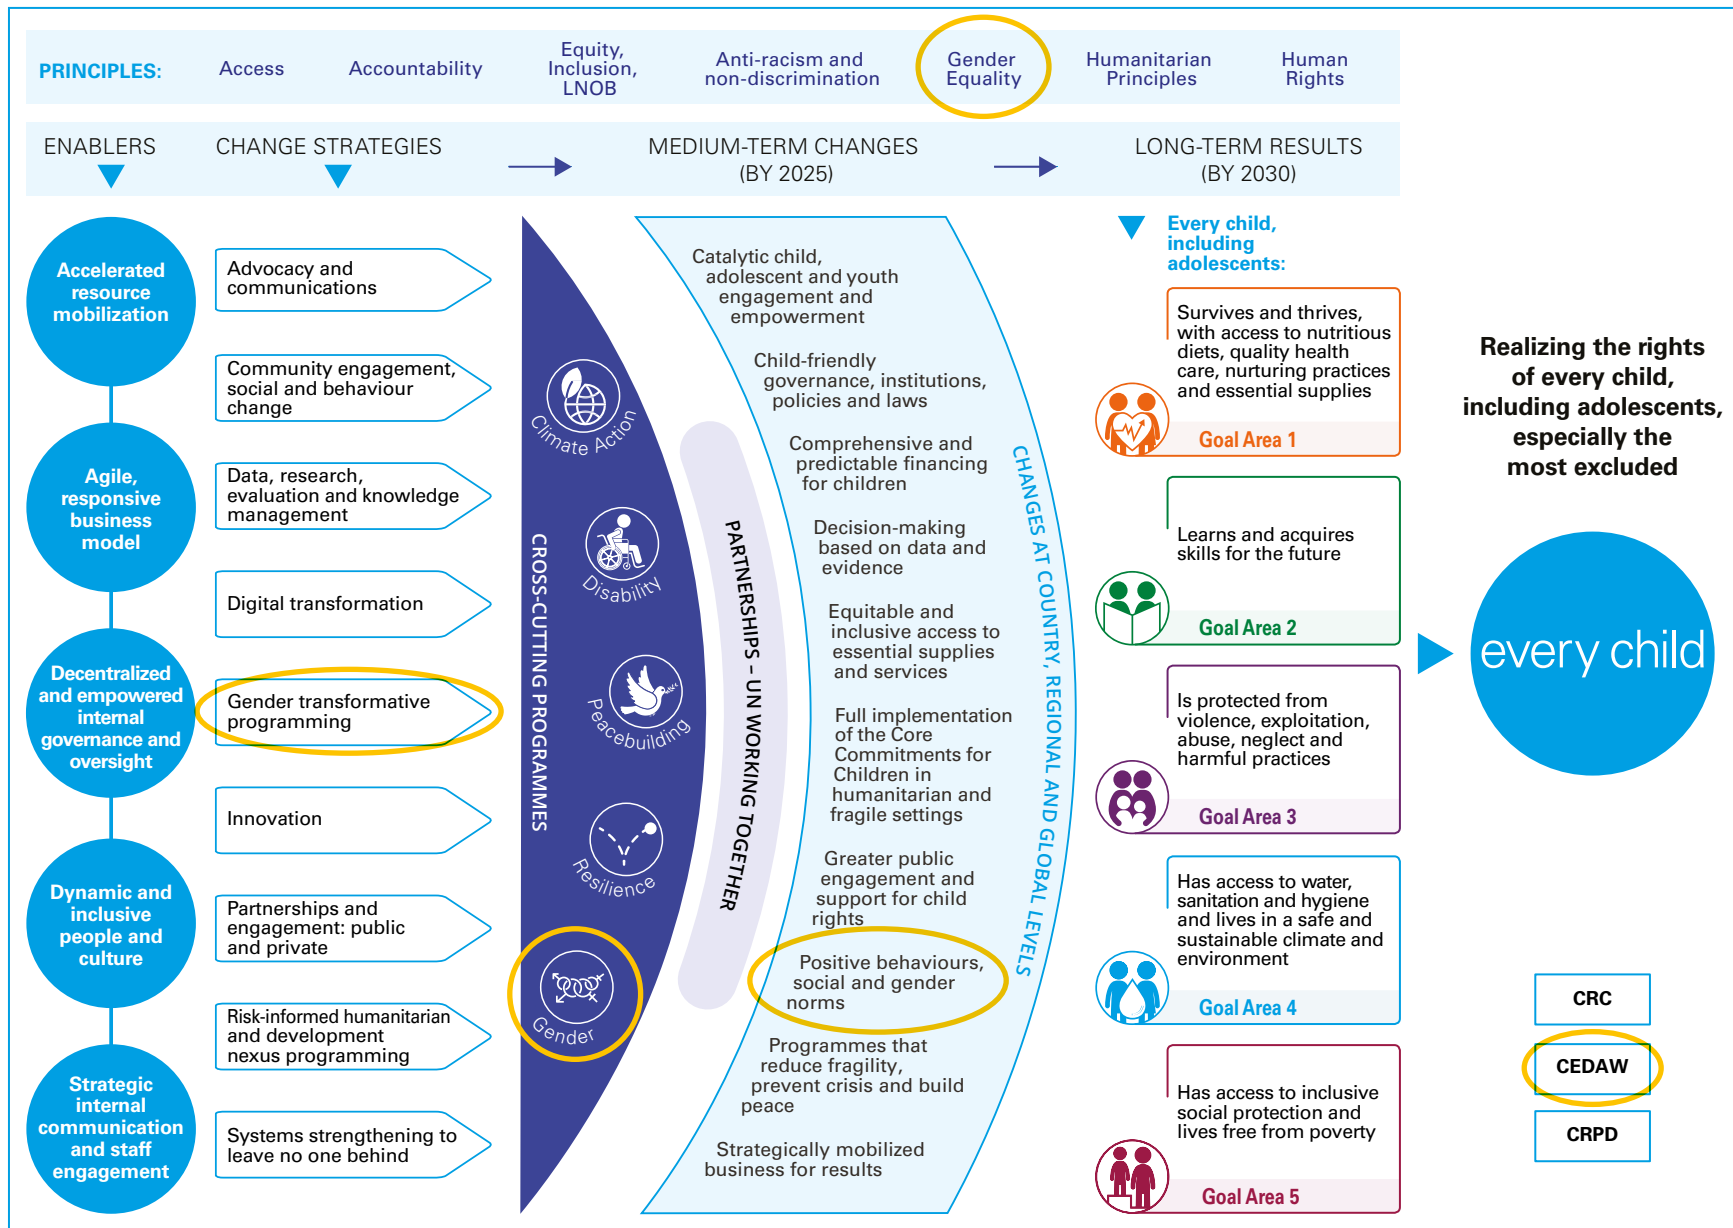 PRINCIPLES:
Access
Accountability
Equity,
Inclusion,
LNOB
Anti-racism and
non-discrimination
Gender
Equality
Humanitarian
Principles
Human
Rights
ENABLERS
CHANGE STRATEGIES
MEDIUM-TERM CHANGES
(BY 2025)
LONG-TERM RESULTS
(BY 2030)
Accelerated
resource
mobilization
Agile,
responsive
business
model
Decentralized
and empowered
internal
governance and
oversight
Dynamic and
inclusive
people and
culture
Strategic
internal
communication
and staff
engagement
Advocacy and
communications
Community engagement,
social and behaviour
change
Data, research,
evaluation and knowledge
management
Digital transformation
Gender transformative
programming
Innovation
Partnerships and
engagement: public
and private
Risk-informed humanitarian
and development
nexus programming
Systems strengthening to
leave no one behind
CROSS-CUTTING PROGRAMMES
Climate Action
Disability
Peacebuilding
Resilience
Gender
PARTNERSHIPS – UN WORKING TOGETHER
Catalytic child,
adolescent and youth
engagement and
empowerment
Child-friendly
governance, institutions,
policies and laws
Comprehensive and
predictable financing
for children
Decision-making
based on data and
evidence
Equitable and
inclusive access to
essential supplies
and services
Full implementation
of the Core
Commitments for
Children in
humanitarian and
fragile settings
Greater public
engagement and
support for child
rights
Positive behaviours,
social and gender
norms
Programmes that
reduce fragility,
prevent crisis and build
peace
Strategically mobilized
business for results
CHANGES AT COUNTRY, REGIONAL AND GLOBAL LEVELS
Every child,
including
adolescents:
Survives and thrives,
with access to nutritious
diets, quality health
care, nurturing practices
and essential supplies
Goal Area 1
Learns and acquires
skills for the future
Goal Area 2
Is protected from
violence, exploitation,
abuse, neglect and
harmful practices
Goal Area 3
Has access to water,
sanitation and hygiene
and lives in a safe and
sustainable climate and
environment
Goal Area 4
Has access to inclusive
social protection and
lives free from poverty
Goal Area 5
Realizing the rights
of every child,
including adolescents,
especially the
most excluded
every child
CRC
CEDAW
CRPD